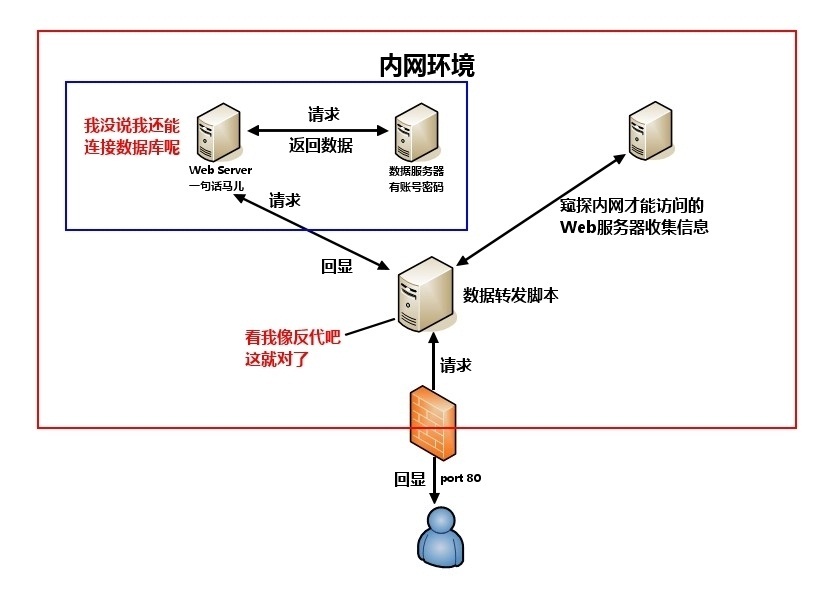 内网环境
我没说我还能
连接数据库呢
请求
返回数据
Web Server
一句话马儿
数据服务器
有账号密码
请求
回显
窥探内网才能访问的
Web服务器收集信息
数据转发脚本
看我像反代吧
这就对了
请求
回显
port 80